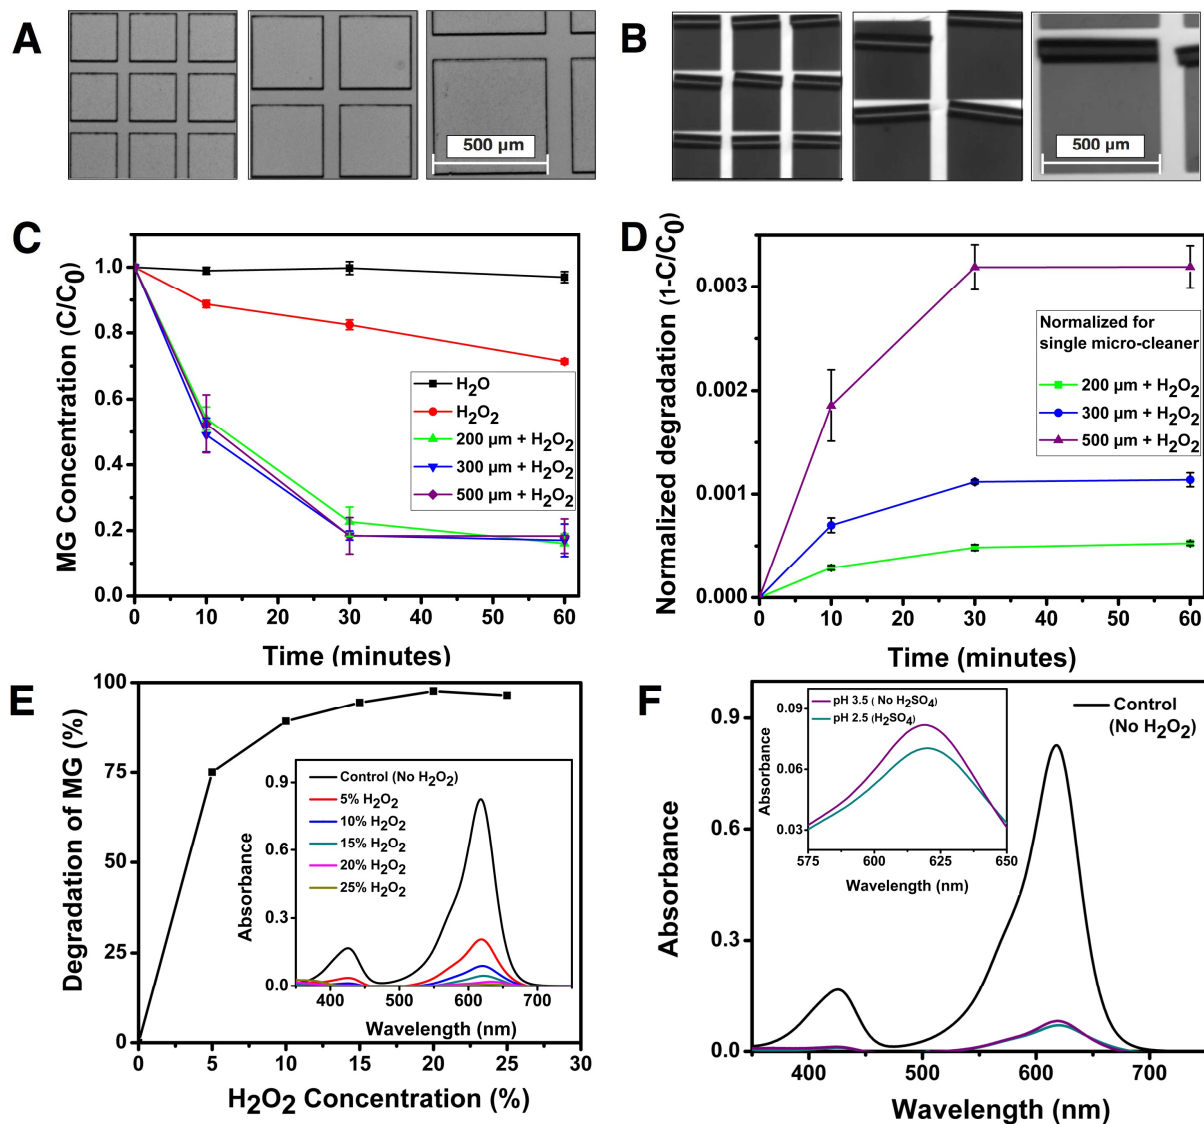 A
500 µm
B
500 µm
C
MG Concentration (C/C0)
1.0
0.8
0.6
0.4
0.2
0.0
0 10 20 30 40 50 60
Time (minutes)
H2O
H2O2
200 µm + H2O2
300 µm + H2O2
500 µm + H2O2
D
Normalized degradation (1-C/C0)
0.003
0.002
0.001
0.000
0 10 20 30 40 50 60
Time (minutes)
Normalized for
single micro-cleaner
200 µm + H2O2
300 µm + H2O2
500 µm + H2O2
E
Degradation of MG (%)
100
75
50
25
0
0 5 10 15 20 25 30
H2O2 Concentration (%)
Absorbance
0.9
0.6
0.3
0.0
400 500 600 700
Wavelength (nm)
Control (No H2O2)
5% H2O2
10% H2O2
15% H2O2
20% H2O2
25% H2O2
F
Absorbance
0.9
0.6
0.3
0.0
400 500 600 700
Wavelength (nm)
Control
(No H2O2)
Absorbance
0.09
0.06
0.03
575 600 625 650
Wavelength (nm)
pH 3.5 ( No H2SO4)
pH 2.5 (H2SO4)